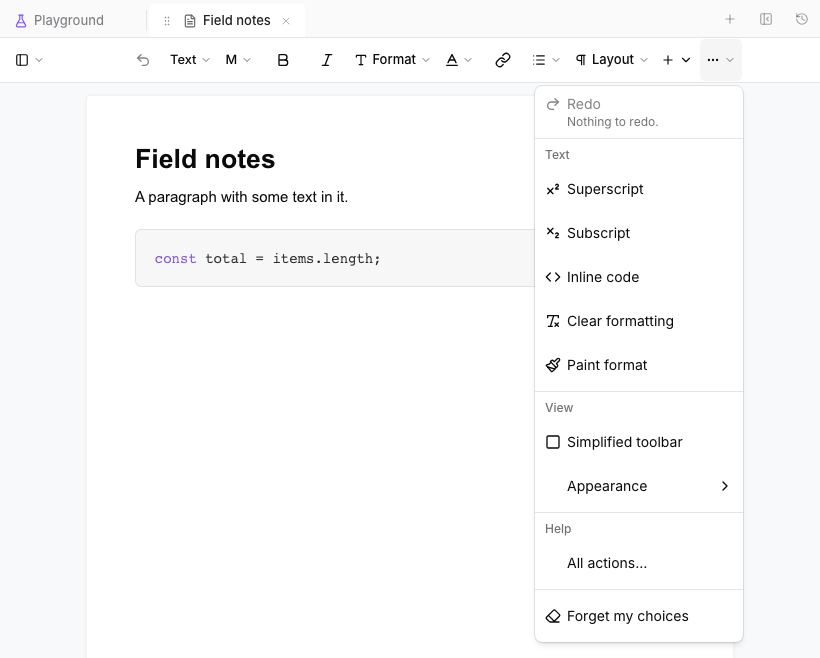 Playground
Field notes
Text
M
B
I
Format
A
Layout
Redo
Nothing to redo.
Text
Superscript
Subscript
Inline code
Clear formatting
Paint format
View
Simplified toolbar
Appearance
Help
All actions...
Forget my choices
Field notes
A paragraph with some text in it.
const total = items.length;